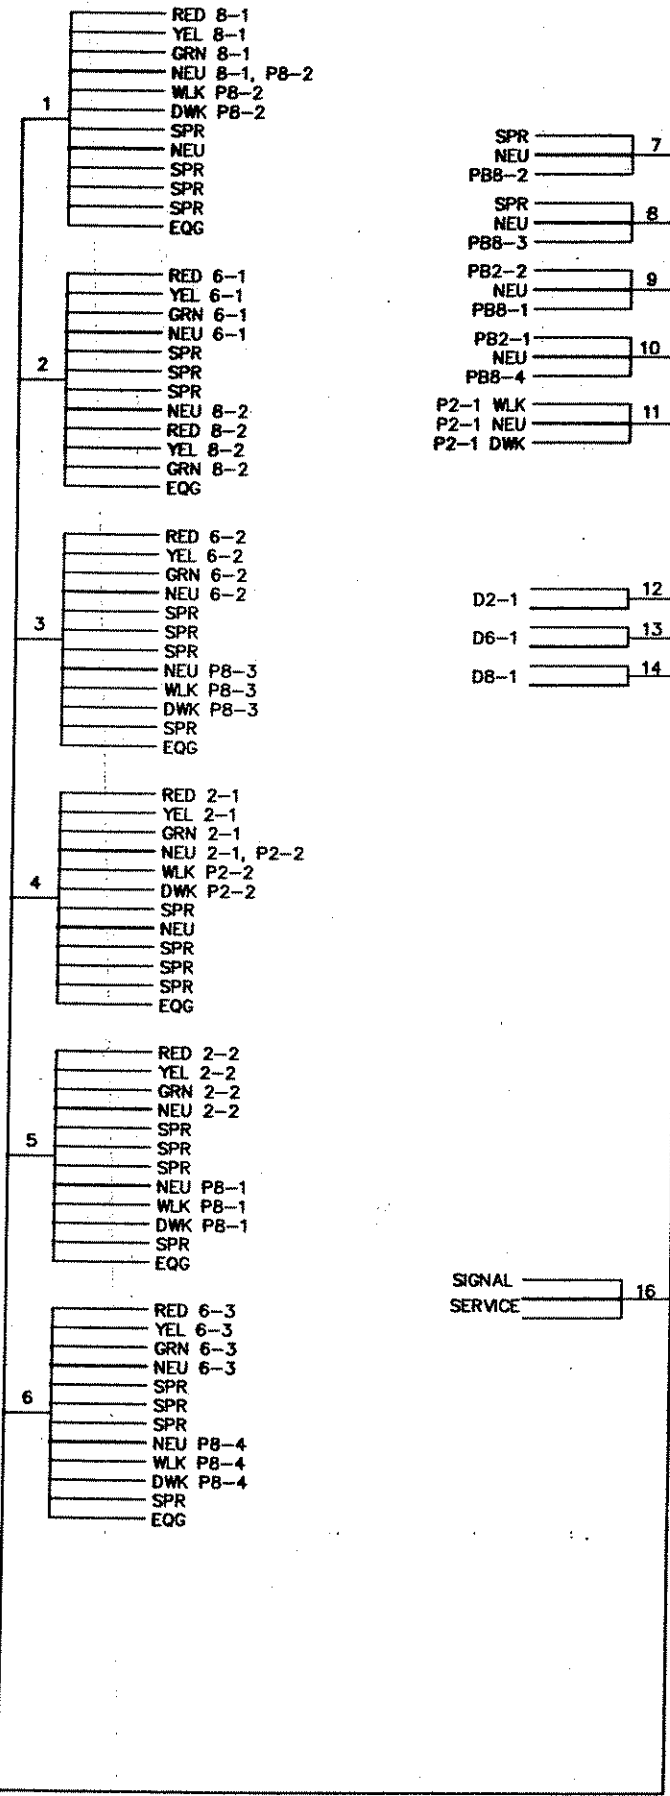 1
RED 8-1
YEL 8-1
GRN 8-1
NEU 8-1, P8-2
WLK P8-2
DWK P8-2
SPR
NEU
SPR
SPR
SPR
EQG
2
RED 6-1
YEL 6-1
GRN 6-1
NEU 6-1
SPR
SPR
SPR
NEU 8-2
RED 8-2
YEL 8-2
GRN 8-2
EQG
3
RED 6-2
YEL 6-2
GRN 6-2
NEU 6-2
SPR
SPR
SPR
NEU P8-3
WLK P8-3
DWK P8-3
SPR
EQG
4
RED 2-1
YEL 2-1
GRN 2-1
NEU 2-1, P2-2
WLK P2-2
DWK P2-2
SPR
NEU
SPR
SPR
SPR
EQG
5
RED 2-2
YEL 2-2
GRN 2-2
NEU 2-2
SPR
SPR
SPR
NEU P8-1
WLK P8-1
DWK P8-1
SPR
EQG
6
RED 6-3
YEL 6-3
GRN 6-3
NEU 6-3
SPR
SPR
SPR
NEU P8-4
WLK P8-4
DWK P8-4
SPR
EQG
SPR
NEU
PB8-2
7
SPR
NEU
PB8-3
8
PB2-2
NEU
PB8-1
9
PB2-1
NEU
PB8-4
10
P2-1 WLK
P2-1 NEU
P2-1 DWK
11
D2-1
12
D6-1
13
D8-1
14
SIGNAL
SERVICE
16